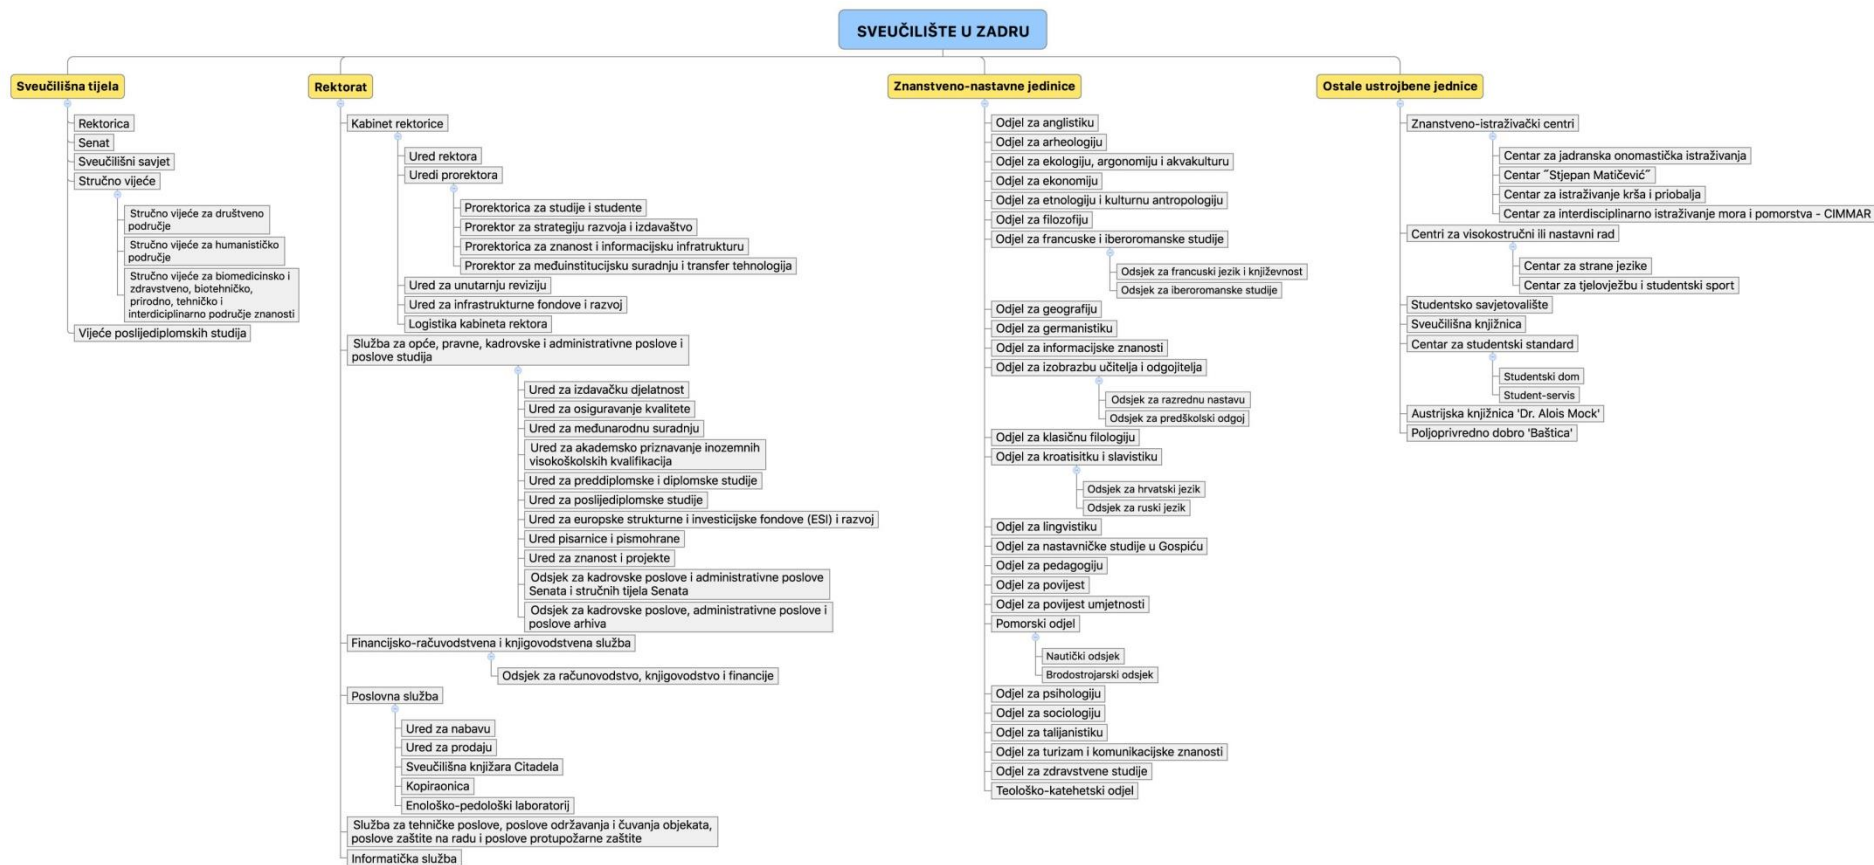 SVEUČILIŠTE U ZADRU
Sveučilišna tijela
Rektorica
Senat
Sveučilišni savjet
Stručno vijeće
Stručno vijeće za društveno
područje
Stručno vijeće za humanističko
područje
Stručno vijeće za biomedicinsko i
zdravstveno, biotehničko,
prirodno, tehničko i
interdiciplinarno područje znanosti
Vijeće poslijediplomskih studija
Rektorat
Kabinet rektorice
Ured rektora
Uredi prorektora
Prorektorica za studije i studente
Prorektor za strategiju razvoja i izdavaštvo
Prorektorica za znanost i informacijsku infratrukturu
Prorektor za međuinstitucijsku suradnju i transfer tehnologija
Ured za unutarnju reviziju
Ured za infrastrukturne fondove i razvoj
Logistika kabineta rektora
Služba za opće, pravne, kadrovske i administrativne poslove i
poslove studija
Ured za izdavačku djelatnost
Ured za osiguravanje kvalitete
Ured za međunarodnu suradnju
Ured za akademsko priznavanje inozemnih
visokoškolskih kvalifikacija
Ured za preddiplomske i diplomske studije
Ured za poslijediplomske studije
Ured za europske strukturne i investicijske fondove (ESI) i razvoj
Ured pisarnice i pismohrane
Ured za znanost i projekte
Odsjek za kadrovske poslove i administrativne poslove
Senata i stručnih tijela Senata
Odsjek za kadrovske poslove, administrativne poslove i
poslove arhiva
Financijsko-računovodstvena i knjigovodstvena služba
Odsjek za računovodstvo, knjigovodstvo i financije
Poslovna služba
Ured za nabavu
Ured za prodaju
Sveučilišna knjižara Citadela
Kopiraonica
Enološko-pedološki laboratorij
Služba za tehničke poslove, poslove održavanja i čuvanja objekata,
poslove zaštite na radu i poslove protupožarne zaštite
Informatička služba
Znanstveno-nastavne jedinice
Odjel za anglistiku
Odjel za arheologiju
Odjel za ekologiju, argonomiju i akvakulturu
Odjel za ekonomiju
Odjel za etnologiju i kulturnu antropologiju
Odjel za filozofiju
Odjel za francuske i iberoromanske studije
Odsjek za francuski jezik i književnost
Odsjek za iberoromanske studije
Odjel za geografiju
Odjel za germanistiku
Odjel za informacijske znanosti
Odjel za izobrazbu učitelja i odgojitelja
Odsjek za razrednu nastavu
Odsjek za predškolski odgoj
Odjel za klasičnu filologiju
Odjel za kroatisitku i slavistiku
Odsjek za hrvatski jezik
Odsjek za ruski jezik
Odjel za lingvistiku
Odjel za nastavničke studije u Gospiću
Odjel za pedagogiju
Odjel za povijest
Odjel za povijest umjetnosti
Pomorski odjel
Nautički odsjek
Brodostrojarski odsjek
Odjel za psihologiju
Odjel za sociologiju
Odjel za talijanistiku
Odjel za turizam i komunikacijske znanosti
Odjel za zdravstvene studije
Teološko-katehetski odjel
Ostale ustrojbene jednice
Znanstveno-istraživački centri
Centar za jadranska onomastička istraživanja
Centar ˝Stjepan Matičević˝
Centar za istraživanje krša i priobalja
Centar za interdisciplinarno istraživanje mora i pomorstva - CIMMAR
Centri za visokostručni ili nastavni rad
Centar za strane jezike
Centar za tjelovježbu i studentski sport
Studentsko savjetovalište
Sveučilišna knjižnica
Centar za studentski standard
Studentski dom
Student-servis
Austrijska knjižnica 'Dr. Alois Mock'
Poljoprivredno dobro 'Baštica'